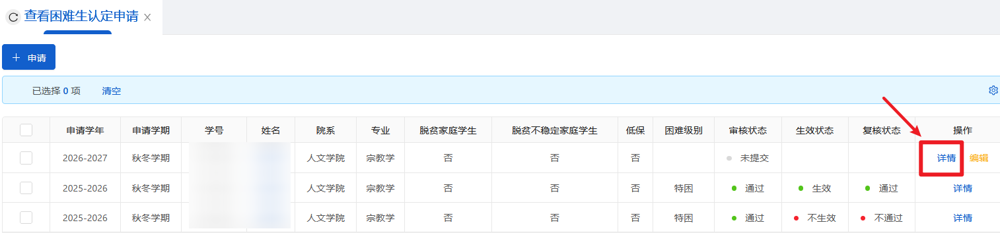 查看困难生认定申请
申请
已选择 0 项 清空
申请学年 申请学期 学号 姓名 院系 专业 脱贫家庭学生 脱贫不稳定家庭学生 低保 困难级别 审核状态 生效状态 复核状态 操作
2026-2027 秋冬学期 人文学院 宗教学 否 否 否 未提交 详情 编辑
2025-2026 秋冬学期 人文学院 宗教学 否 否 否 特困 通过 生效 通过 详情
2025-2026 秋冬学期 人文学院 宗教学 否 否 否 特困 通过 不生效 不通过 详情